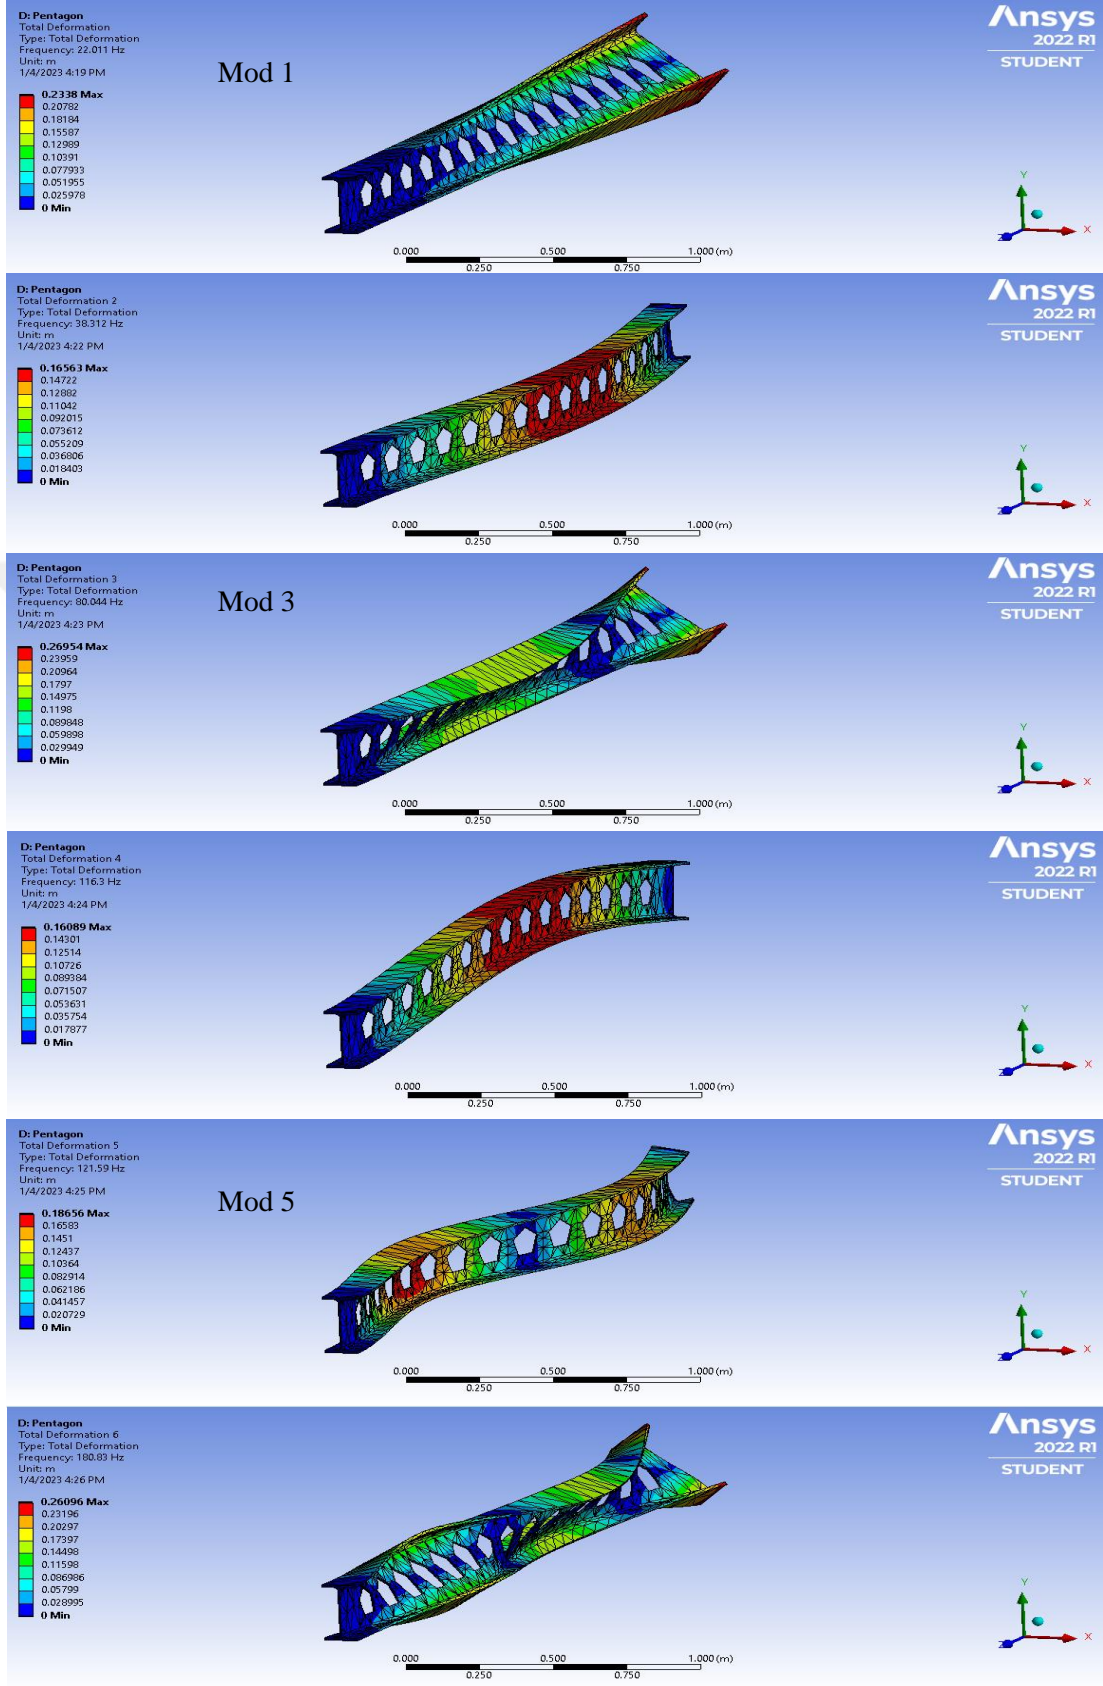 D: Pentagon
Total Deformation
Type: Total Deformation
Frequency: 22.011 Hz
Unit: m
1/4/2023 4:19 PM
Mod 1
0.2338 Max
0.20782
0.18184
0.15587
0.12989
0.10391
0.077933
0.051955
0.025978
0 Min
Ansys
2022 R1
STUDENT
Y
X
Z
0.000 0.500 1.000 (m)
0.250 0.750
D: Pentagon
Total Deformation 2
Type: Total Deformation
Frequency: 38.312 Hz
Unit: m
1/4/2023 4:22 PM
0.16563 Max
0.14722
0.12882
0.11042
0.092015
0.073612
0.055209
0.036806
0.018403
0 Min
Ansys
2022 R1
STUDENT
Y
X
Z
0.000 0.500 1.000 (m)
0.250 0.750
D: Pentagon
Total Deformation 3
Type: Total Deformation
Frequency: 80.044 Hz
Unit: m
1/4/2023 4:23 PM
Mod 3
0.26954 Max
0.23959
0.20964
0.1797
0.14975
0.1198
0.089848
0.059898
0.029949
0 Min
Ansys
2022 R1
STUDENT
Y
X
Z
0.000 0.500 1.000 (m)
0.250 0.750
D: Pentagon
Total Deformation 4
Type: Total Deformation
Frequency: 116.3 Hz
Unit: m
1/4/2023 4:24 PM
0.16089 Max
0.14301
0.12514
0.10726
0.089384
0.071507
0.053631
0.035754
0.017877
0 Min
Ansys
2022 R1
STUDENT
Y
X
Z
0.000 0.500 1.000 (m)
0.250 0.750
D: Pentagon
Total Deformation 5
Type: Total Deformation
Frequency: 121.59 Hz
Unit: m
1/4/2023 4:25 PM
Mod 5
0.18656 Max
0.16583
0.1451
0.12437
0.10364
0.082914
0.062186
0.041457
0.020729
0 Min
Ansys
2022 R1
STUDENT
Y
X
Z
0.000 0.500 1.000 (m)
0.250 0.750
D: Pentagon
Total Deformation 6
Type: Total Deformation
Frequency: 180.83 Hz
Unit: m
1/4/2023 4:26 PM
0.26096 Max
0.23196
0.20297
0.17397
0.14498
0.11598
0.086986
0.05799
0.028995
0 Min
Ansys
2022 R1
STUDENT
Y
X
Z
0.000 0.500 1.000 (m)
0.250 0.750